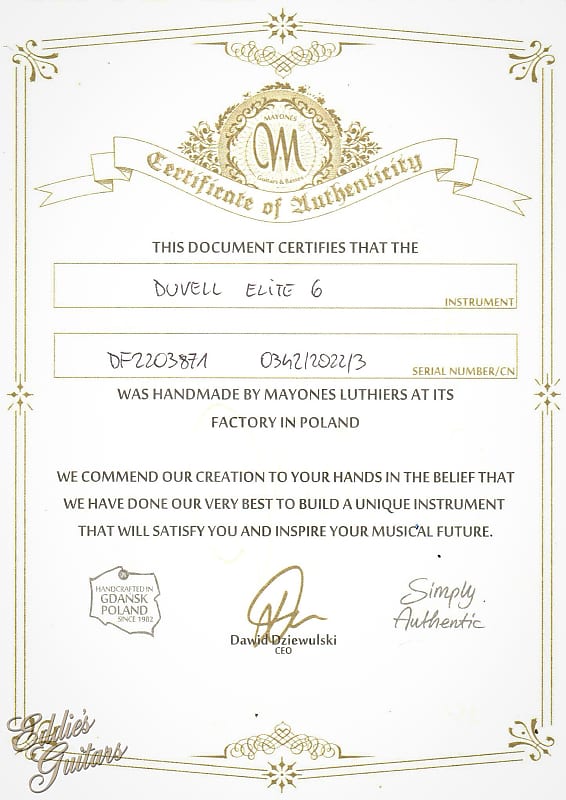 MAYONES
®
M
Guitars & Basses
Certificate of Authenticity
THIS DOCUMENT CERTIFIES THAT THE
DUVELL ELITE 6
INSTRUMENT
DF2203871 0342/2022/3
SERIAL NUMBER/CN
WAS HANDMADE BY MAYONES LUTHIERS AT ITS
FACTORY IN POLAND
WE COMMEND OUR CREATION TO YOUR HANDS IN THE BELIEF THAT
WE HAVE DONE OUR VERY BEST TO BUILD A UNIQUE INSTRUMENT
THAT WILL SATISFY YOU AND INSPIRE YOUR MUSICAL FUTURE.
HANDCRAFTED IN
GDANSK
POLAND
SINCE 1982
Dawid Dziewulski
CEO
Simply
Authentic
Eddie's
Guitars